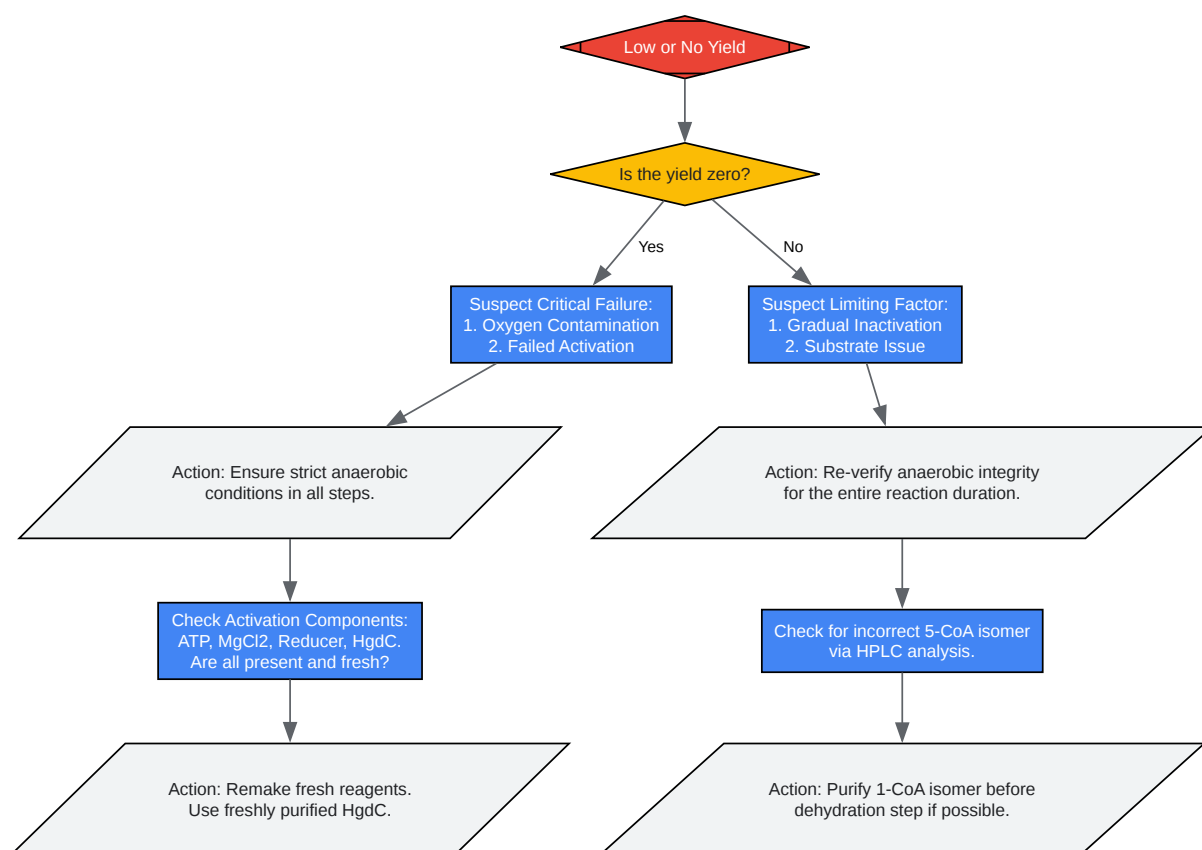 Low or No Yield
Is the yield zero?
Yes
No
Suspect Critical Failure:
1. Oxygen Contamination
2. Failed Activation
Suspect Limiting Factor:
1. Gradual Inactivation
2. Substrate Issue
Action: Ensure strict anaerobic
conditions in all steps.
Action: Re-verify anaerobic integrity
for the entire reaction duration.
Check Activation Components:
ATP, MgCl2, Reducer, HgdC.
Are all present and fresh?
Check for incorrect 5-CoA isomer
via HPLC analysis.
Action: Remake fresh reagents.
Use freshly purified HgdC.
Action: Purify 1-CoA isomer before
dehydration step if possible.